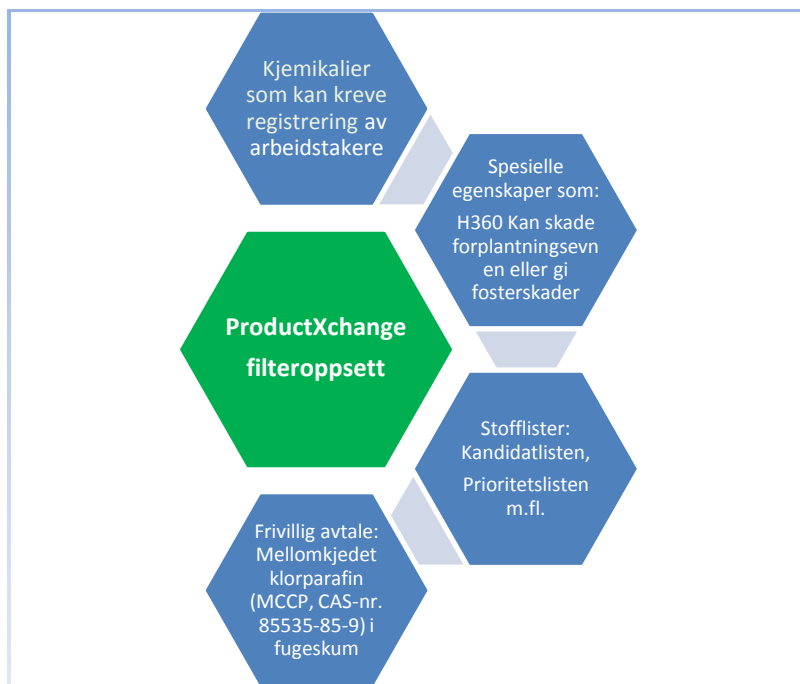 Kjemikalier
som kan kreve
registrering av
arbeidstakere
Spesielle
egenskaper som:
H360 Kan skade
forplantningsevn
en eller gi
fosterskader
ProductXchange
filteroppsett
Stofflister:
Kandidatlisten,
Prioritetslisten
m.fl.
Frivillig avtale:
Mellomkjedet
klorparafin
(MCCP, CAS-nr.
85535-85-9) i
fugeskum